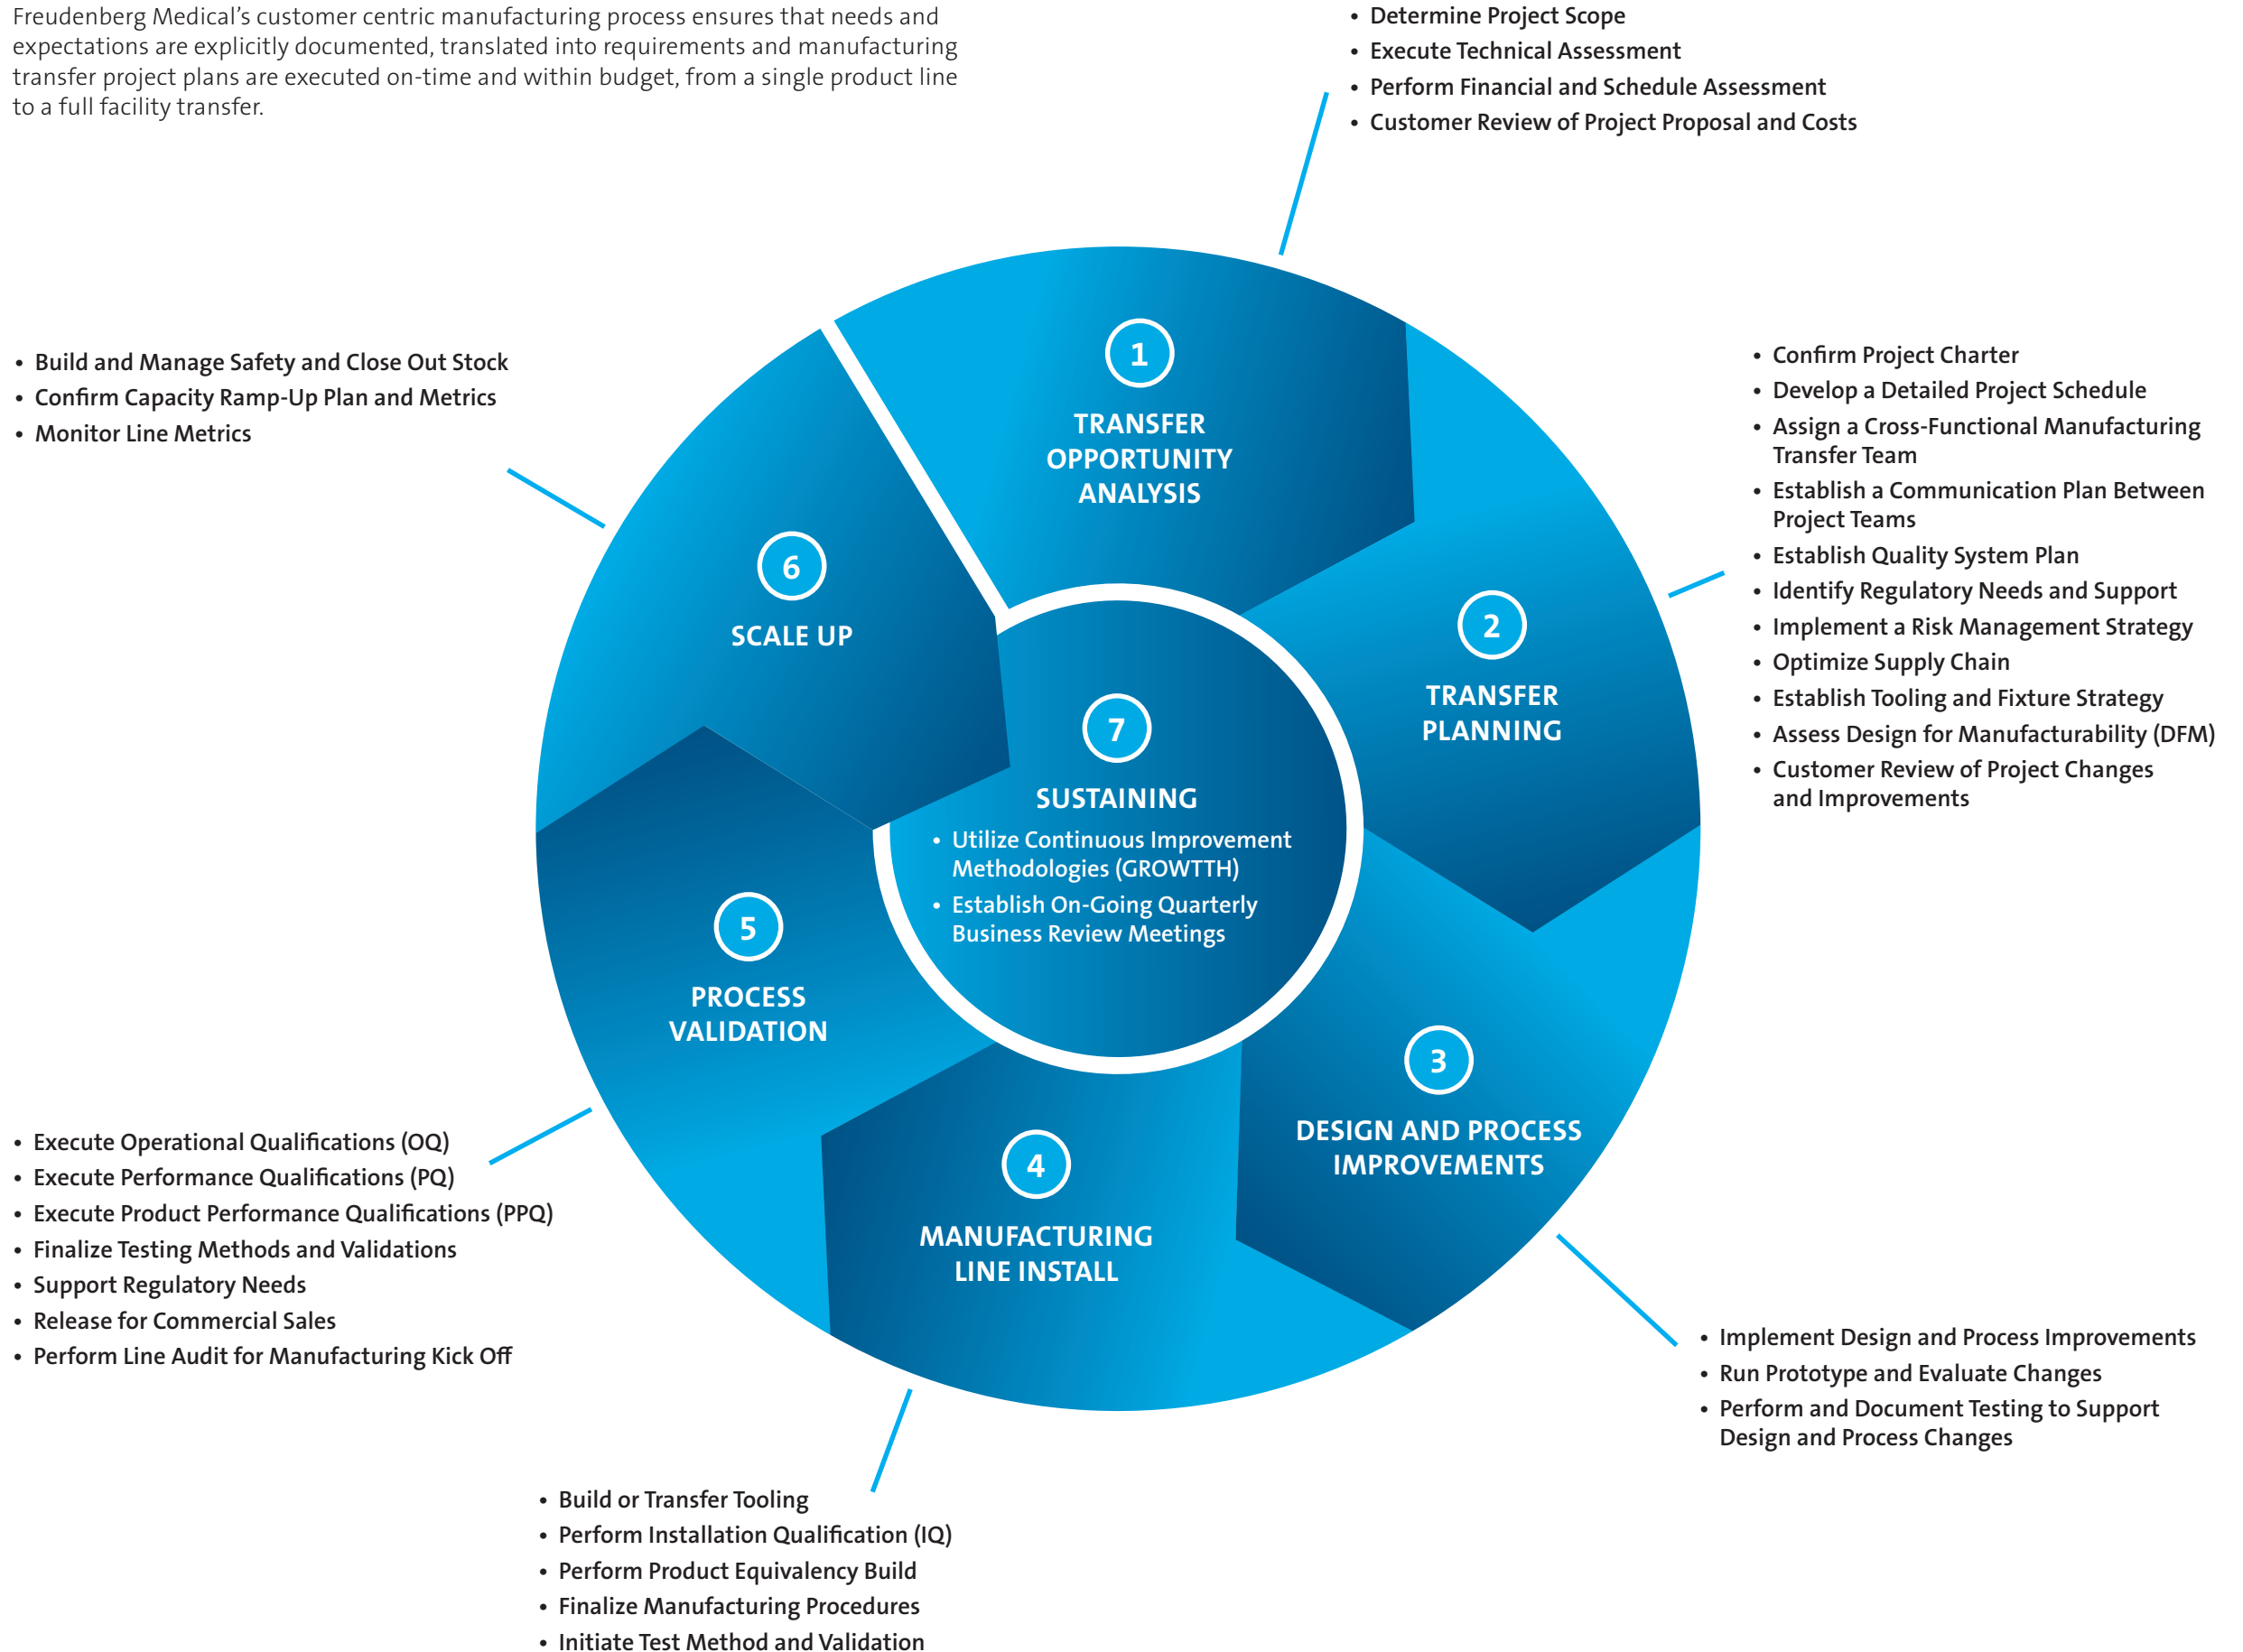 Freudenberg Medical’s customer centric manufacturing process ensures that needs and
expectations are explicitly documented, translated into requirements and manufacturing
transfer project plans are executed on-time and within budget, from a single product line
to a full facility transfer.
• Determine Project Scope
• Execute Technical Assessment
• Perform Financial and Schedule Assessment
• Customer Review of Project Proposal and Costs
1
TRANSFER
OPPORTUNITY
ANALYSIS
• Confirm Project Charter
• Develop a Detailed Project Schedule
• Assign a Cross-Functional Manufacturing
Transfer Team
• Establish a Communication Plan Between
Project Teams
• Establish Quality System Plan
• Identify Regulatory Needs and Support
• Implement a Risk Management Strategy
• Optimize Supply Chain
• Establish Tooling and Fixture Strategy
• Assess Design for Manufacturability (DFM)
• Customer Review of Project Changes
and Improvements
2
TRANSFER
PLANNING
3
DESIGN AND PROCESS
IMPROVEMENTS
• Implement Design and Process Improvements
• Run Prototype and Evaluate Changes
• Perform and Document Testing to Support
Design and Process Changes
4
MANUFACTURING
LINE INSTALL
• Build or Transfer Tooling
• Perform Installation Qualification (IQ)
• Perform Product Equivalency Build
• Finalize Manufacturing Procedures
• Initiate Test Method and Validation
5
PROCESS
VALIDATION
• Execute Operational Qualifications (OQ)
• Execute Performance Qualifications (PQ)
• Execute Product Performance Qualifications (PPQ)
• Finalize Testing Methods and Validations
• Support Regulatory Needs
• Release for Commercial Sales
• Perform Line Audit for Manufacturing Kick Off
6
SCALE UP
• Build and Manage Safety and Close Out Stock
• Confirm Capacity Ramp-Up Plan and Metrics
• Monitor Line Metrics
7
SUSTAINING
• Utilize Continuous Improvement
Methodologies (GROWTTH)
• Establish On-Going Quarterly
Business Review Meetings